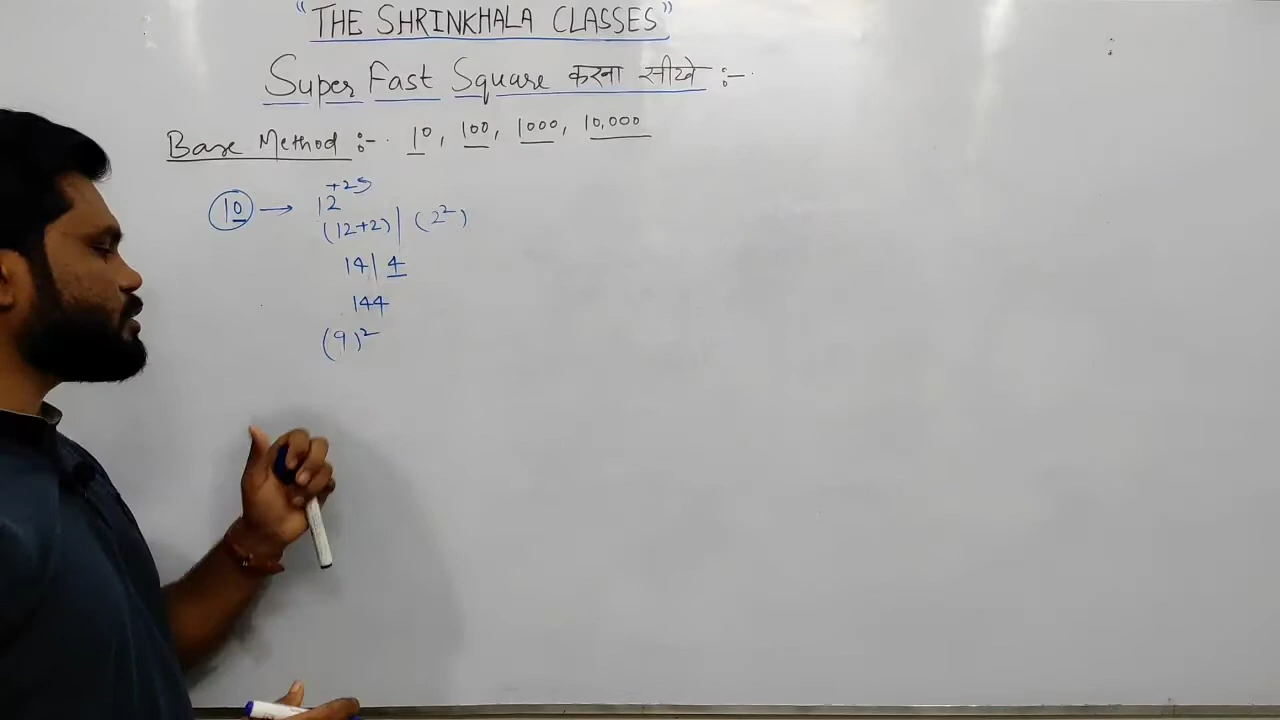 "THE SHRINKHALA CLASSES"
Super Fast Square करना सीखे :-
Base Method :- 10, 100, 1000, 10,000
+2
10 → 12
(12+2) | (2²)
14 | 4
144
(9)²